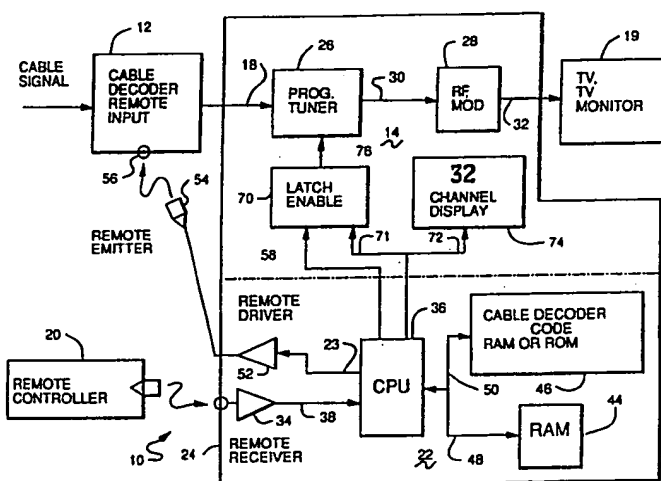 12
26
28
19
CABLE
SIGNAL
CABLE
DECODER
REMOTE
INPUT
18
PROG.
TUNER
30
RF
MOD
32
TV,
TV
MONITOR
56
54
78
14
70
LATCH
ENABLE
32
CHANNEL
DISPLAY
REMOTE
EMITTER
58
71
72
74
REMOTE
DRIVER
36
CABLE DECODER
CODE
RAM OR ROM
20
23
52
CPU
50
46
REMOTE
CONTROLLER
34
38
RAM
44
10
24
REMOTE
RECEIVER
22
48